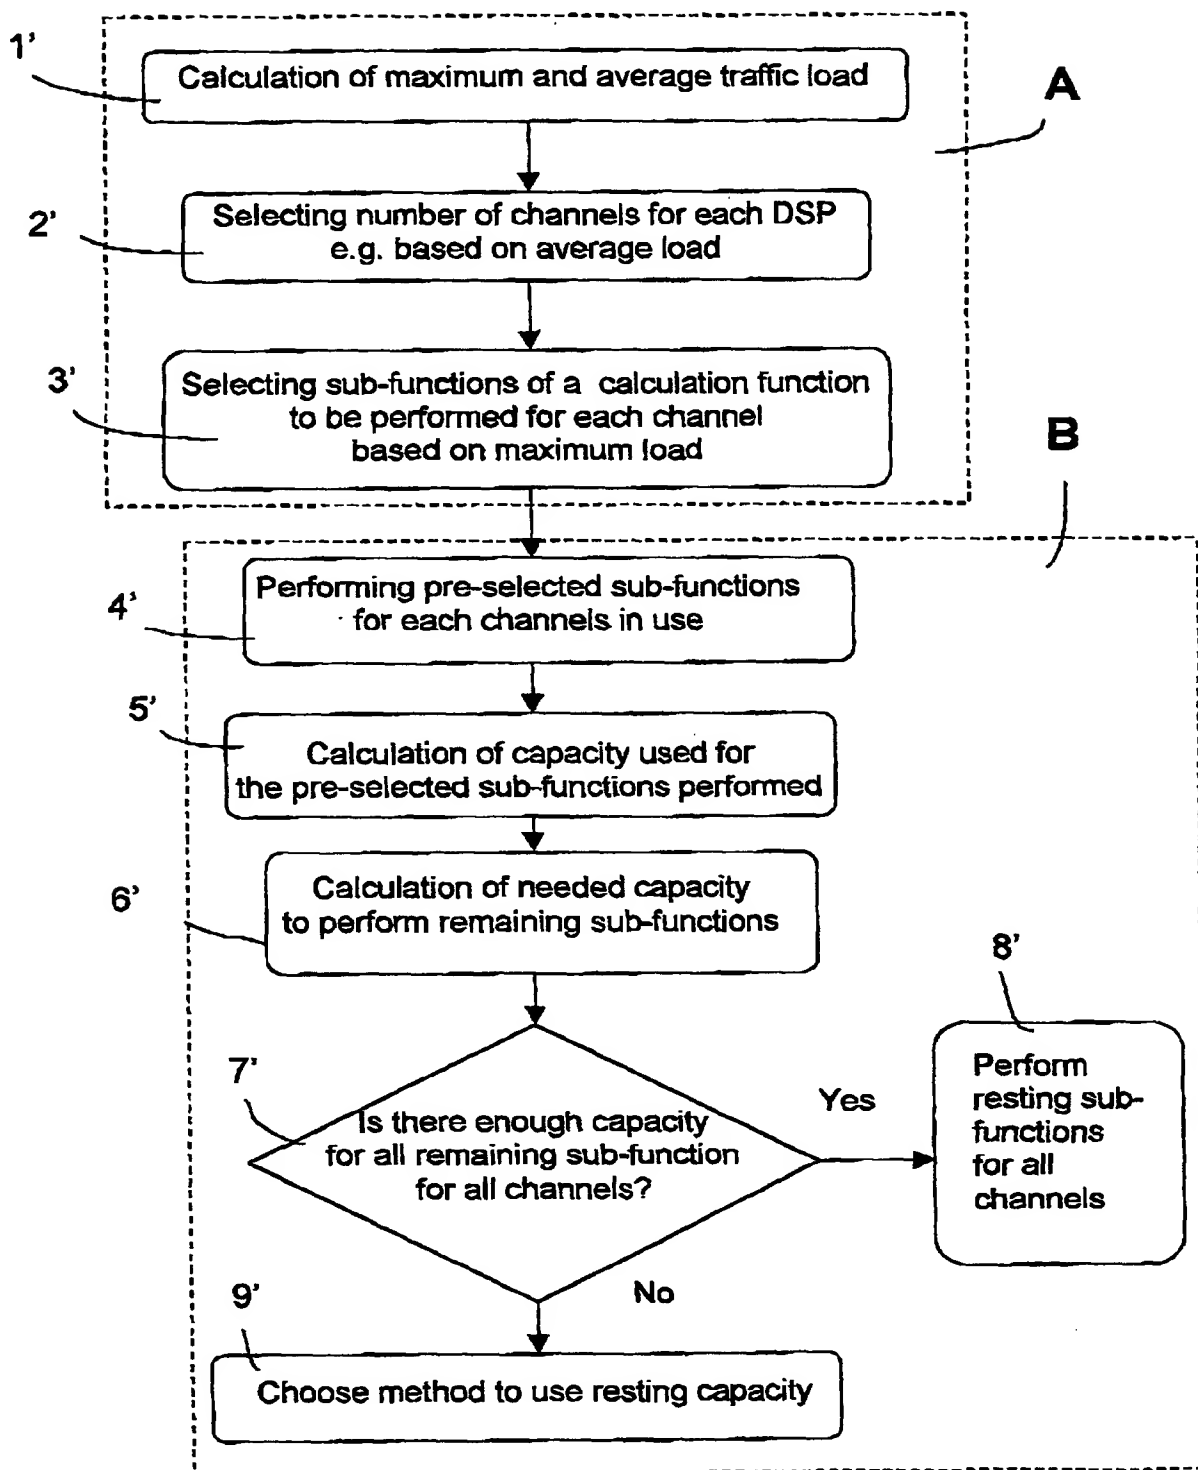 1'
Calculation of maximum and average traffic load
A
2'
Selecting number of channels for each DSP
e.g. based on average load
3'
Selecting sub-functions of a calculation function
to be performed for each channel
based on maximum load
B
4'
Performing pre-selected sub-functions
for each channels in use
5'
Calculation of capacity used for
the pre-selected sub-functions performed
6'
Calculation of needed capacity
to perform remaining sub-functions
7'
Is there enough capacity
for all remaining sub-function
for all channels?
Yes
8'
Perform
resting sub-
functions
for all
channels
No
9'
Choose method to use resting capacity